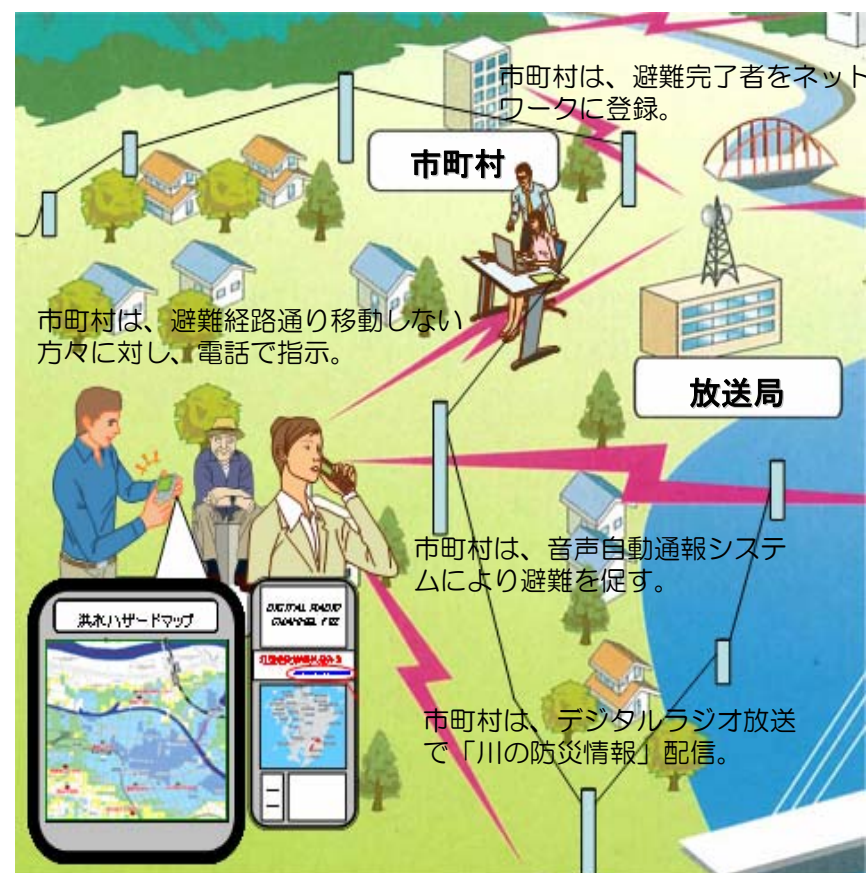 市町村は、避難完了者をネット
ワークに登録。
市町村
市町村は、避難経路通り移動しない
方々に対し、電話で指示。
放送局
市町村は、音声自動通報システ
ムにより避難を促す。
洪水ハザードマップ
DIGITAL RADIO
市町村は、デジタルラジオ放送
で「川の防災情報」配信。